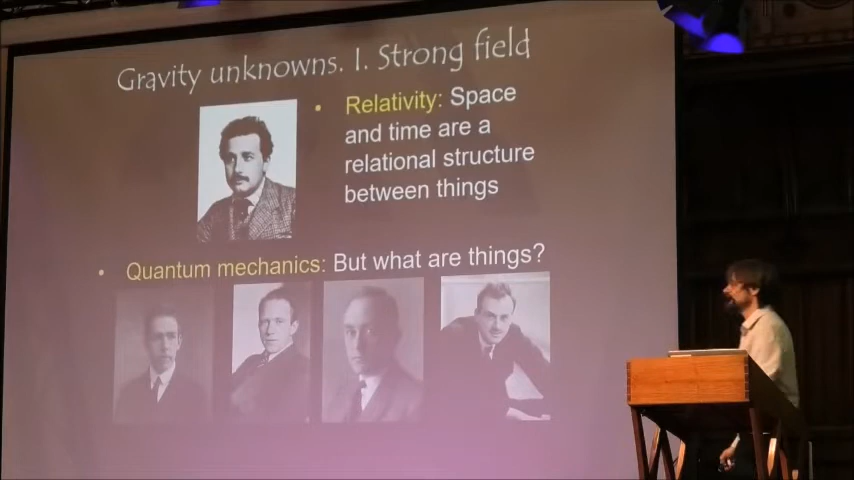 Gravity unknowns. I. Strong field
• Relativity: Space
and time are a
relational structure
between things
• Quantum mechanics: But what are things?